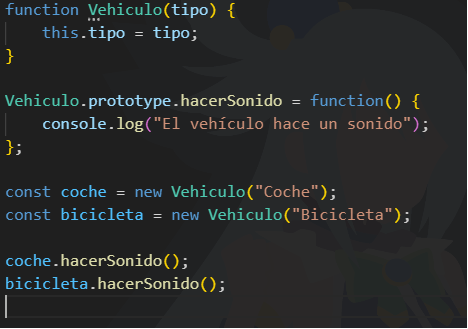 function Vehiculo(tipo) {
    this.tipo = tipo;
}

Vehiculo.prototype.hacerSonido = function() {
    console.log("El vehículo hace un sonido");
};

const coche = new Vehiculo("Coche");
const bicicleta = new Vehiculo("Bicicleta");

coche.hacerSonido();
bicicleta.hacerSonido();